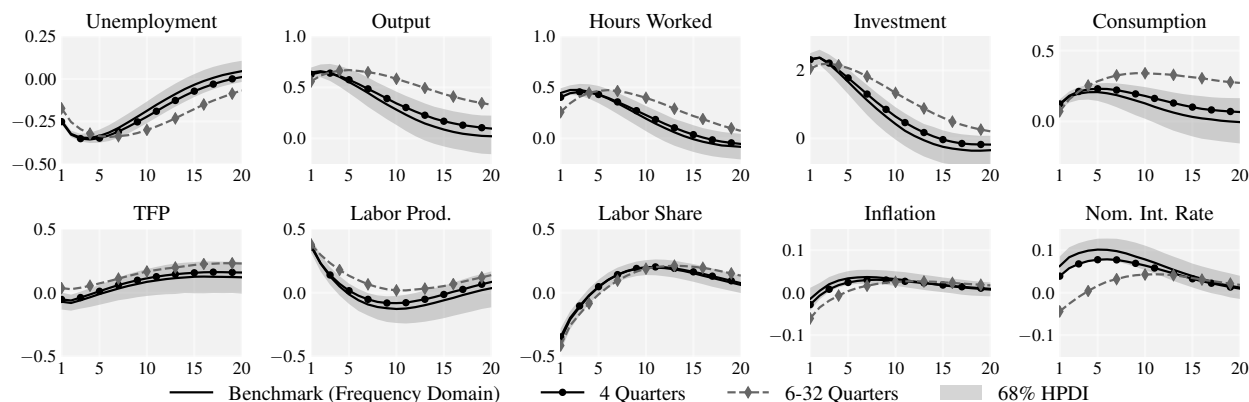 Unemployment Output Hours Worked Investment Consumption
0.25 1.0 1.0
0.5
0.00 0.5 0.5 2
−0.25 0.0
0.0 0.0 0
−0.50
1 5 10 15 20 1 5 10 15 20 1 5 10 15 20 1 5 10 15 20 1 5 10 15 20
TFP Labor Prod. Labor Share Inflation Nom. Int. Rate
0.5 0.5 0.5
0.1 0.1
0.0 0.0 0.0 0.0 0.0
−0.1 −0.1
−0.5 −0.5 −0.5
1 5 10 15 20 1 5 10 15 20 1 5 10 15 20 1 5 10 15 20 1 5 10 15 20
Benchmark (Frequency Domain) 4 Quarters 6-32 Quarters 68% HPDI